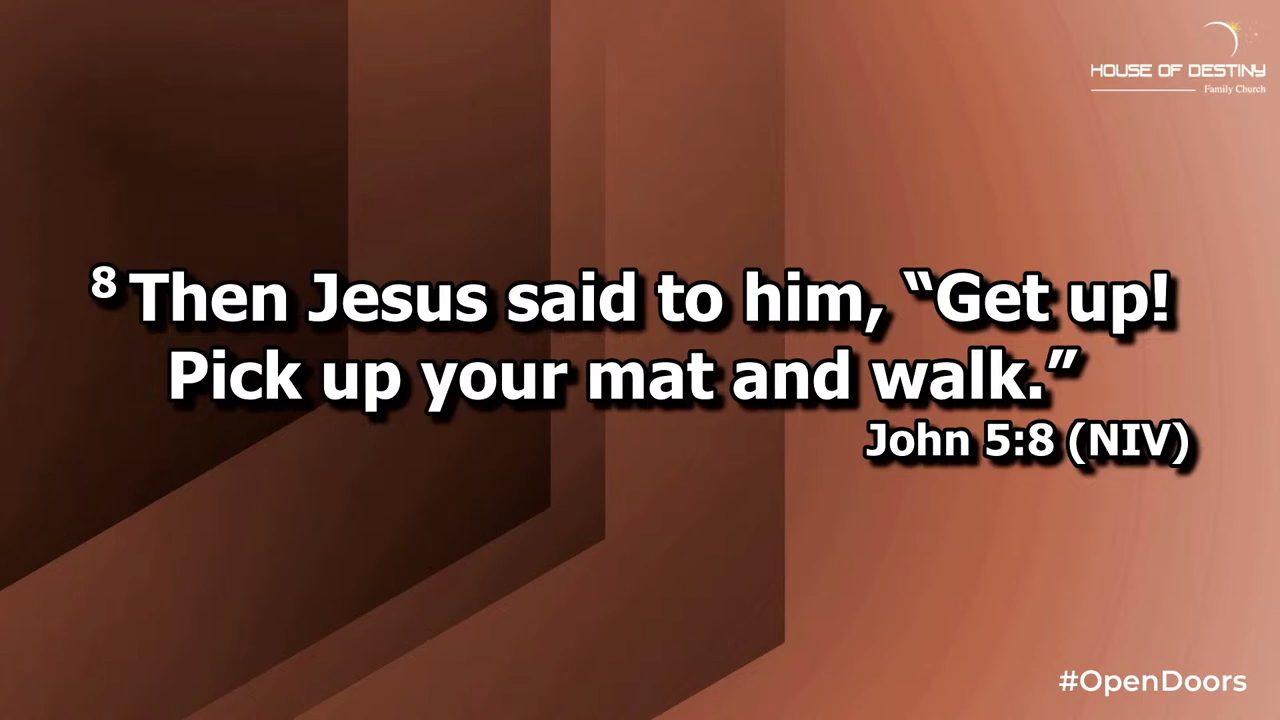 HOUSE OF DESTINY
Family Church
8 Then Jesus said to him, “Get up!
Pick up your mat and walk.”
John 5:8 (NIV)
#OpenDoors